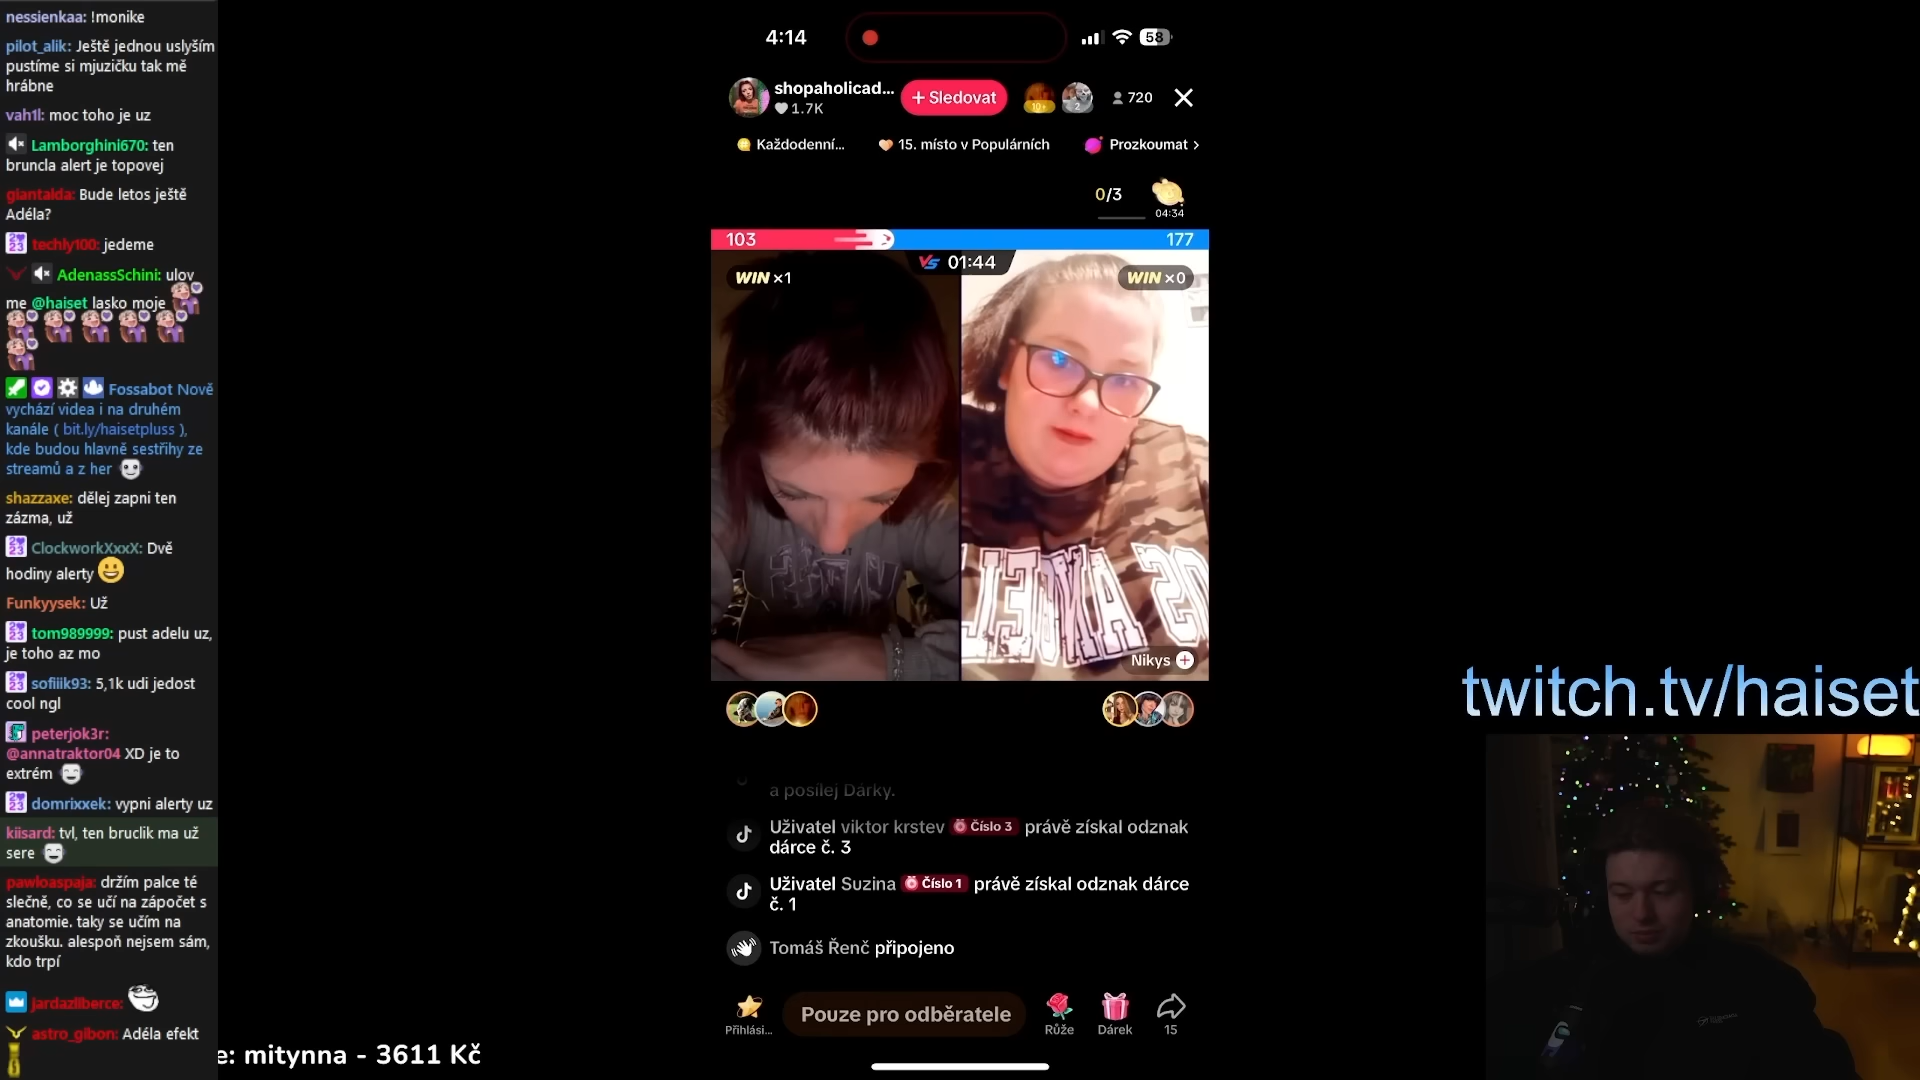 nessienkaa: !monike
pilot_alik: Ještě jednou uslyším
pustíme si mjuzičku tak mě
hrábne
vah1l: moc toho je uz
Lamborghini670: ten
bruncla alert je topovej
giantalda: Bude letos ještě
Adéla?
techly100: jedeme
AdenassSchini: ulov
me @haiset lasko moje
Fossabot Nově
vychází videa i na druhém
kanále ( bit.ly/haisetpluss ),
kde budou hlavně sestřihy ze
streamů a z her
shazzaxe: dělej zapni ten
zázma, už
ClockworkXxxX: Dvě
hodiny alerty
Funkyysek: Už
tom989999: pust adelu uz,
je toho az mo
sofiiik93: 5,1k udi jedost
cool ngl
peterjok3r:
@annatraktor04 XD je to
extrém
domrixxek: vypni alerty uz
kiisard: tvl, ten bruclik ma už
sere
pawloaspaja: držím palce té
slečně, co se učí na zápočet s
anatomie. taky se učím na
zkoušku. alespoň nejsem sám,
kdo trpí
jardazliberce:
astro_gibon: Adéla efekt
e: mitynna - 3611 Kč
4:14
58
shopaholicad...
1.7K
+ Sledovat
10+
2
720
Každodenní...
15. místo v Populárních
Prozkoumat >
0/3
04:34
103
177
VS 01:44
WIN x1
WIN x0
Nikys
a posílej Dárky.
Uživatel viktor krstev Číslo 3 právě získal odznak
dárce č. 3
Uživatel Suzina Číslo 1 právě získal odznak dárce
č. 1
Tomáš Řenč připojeno
Přihlási...
Pouze pro odběratele
Růže
Dárek
15
twitch.tv/haiset